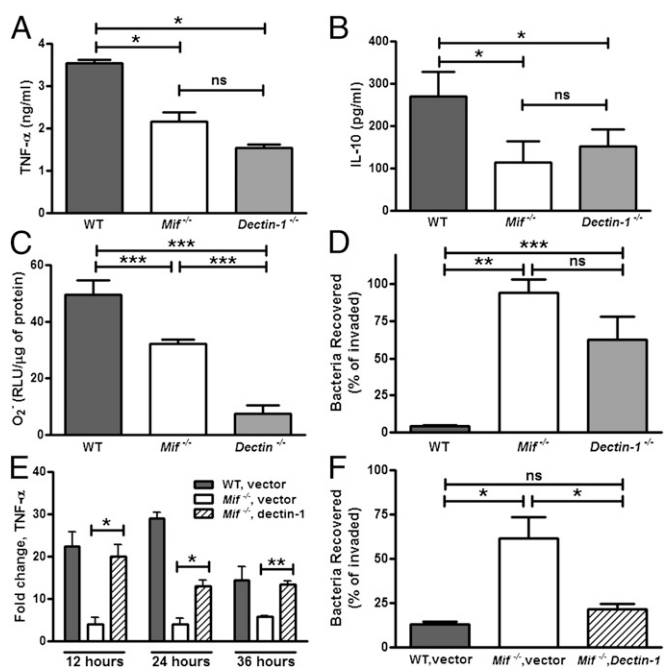 A
TNF-α (ng/ml)
4
3
2
1
0
*
*
ns
WT
Mif -/-
Dectin-1 -/-
B
IL-10 (pg/ml)
400
300
200
100
0
*
*
ns
WT
Mif -/-
Dectin-1 -/-
C
O2- (RLU/µg of protein)
60
40
20
0
***
***
***
WT
Mif -/-
Dectin -/-
D
Bacteria Recovered
(% of invaded)
100
75
50
25
0
***
**
ns
WT
Mif -/-
Dectin-1 -/-
E
Fold change, TNF-α
40
30
20
10
0
WT, vector
Mif -/-, vector
Mif -/-, dectin-1
*
*
**
12 hours
24 hours
36 hours
F
Bacteria Recovered
(% of invaded)
100
75
50
25
0
ns
*
*
WT,vector
Mif -/-,vector
Mif -/-,Dectin-1